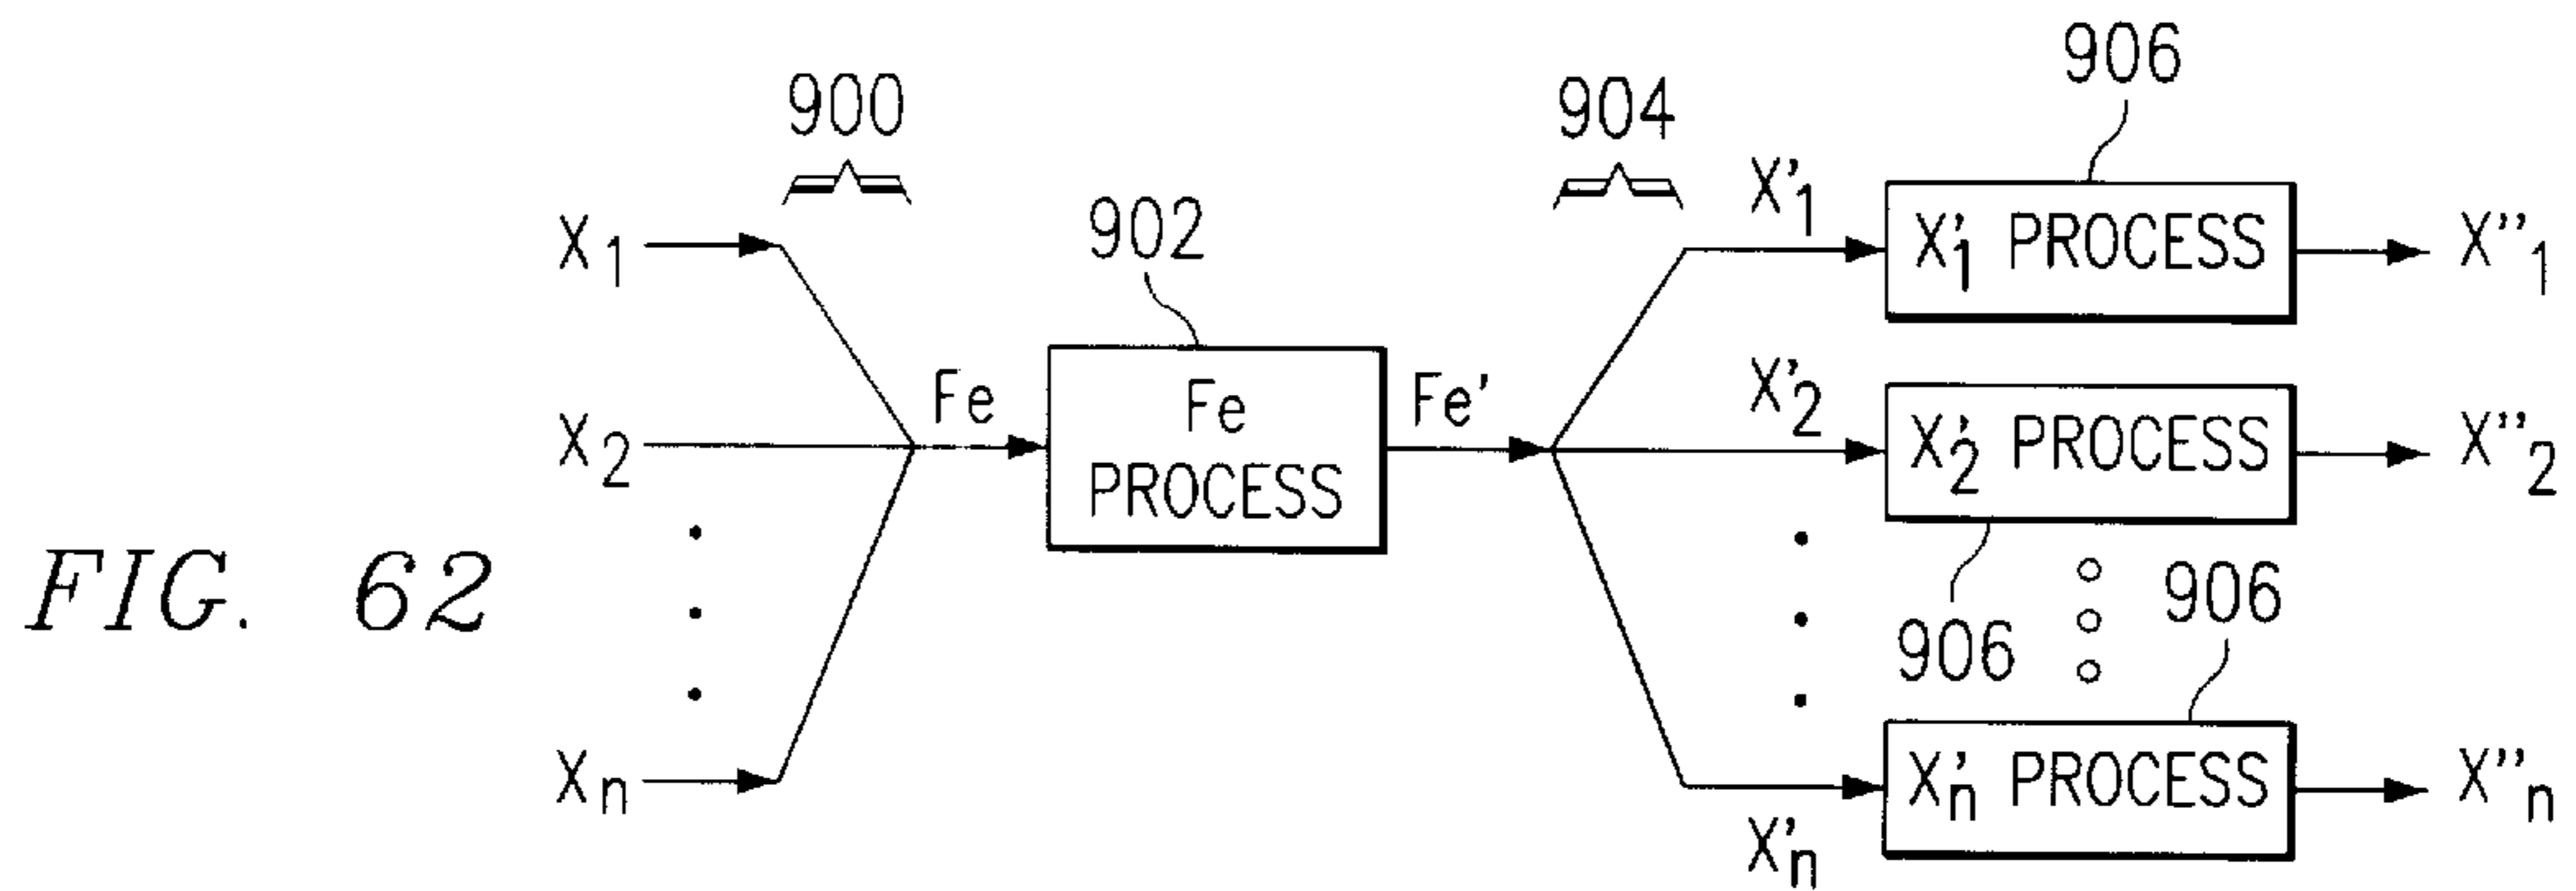 906
900
904
X'1
X1
902
X'1 PROCESS
X"1
Fe
Fe
PROCESS
Fe'
X'2
X2
X'2 PROCESS
X"2
FIG. 62
906
906
Xn
X'n PROCESS
X"n
X'n